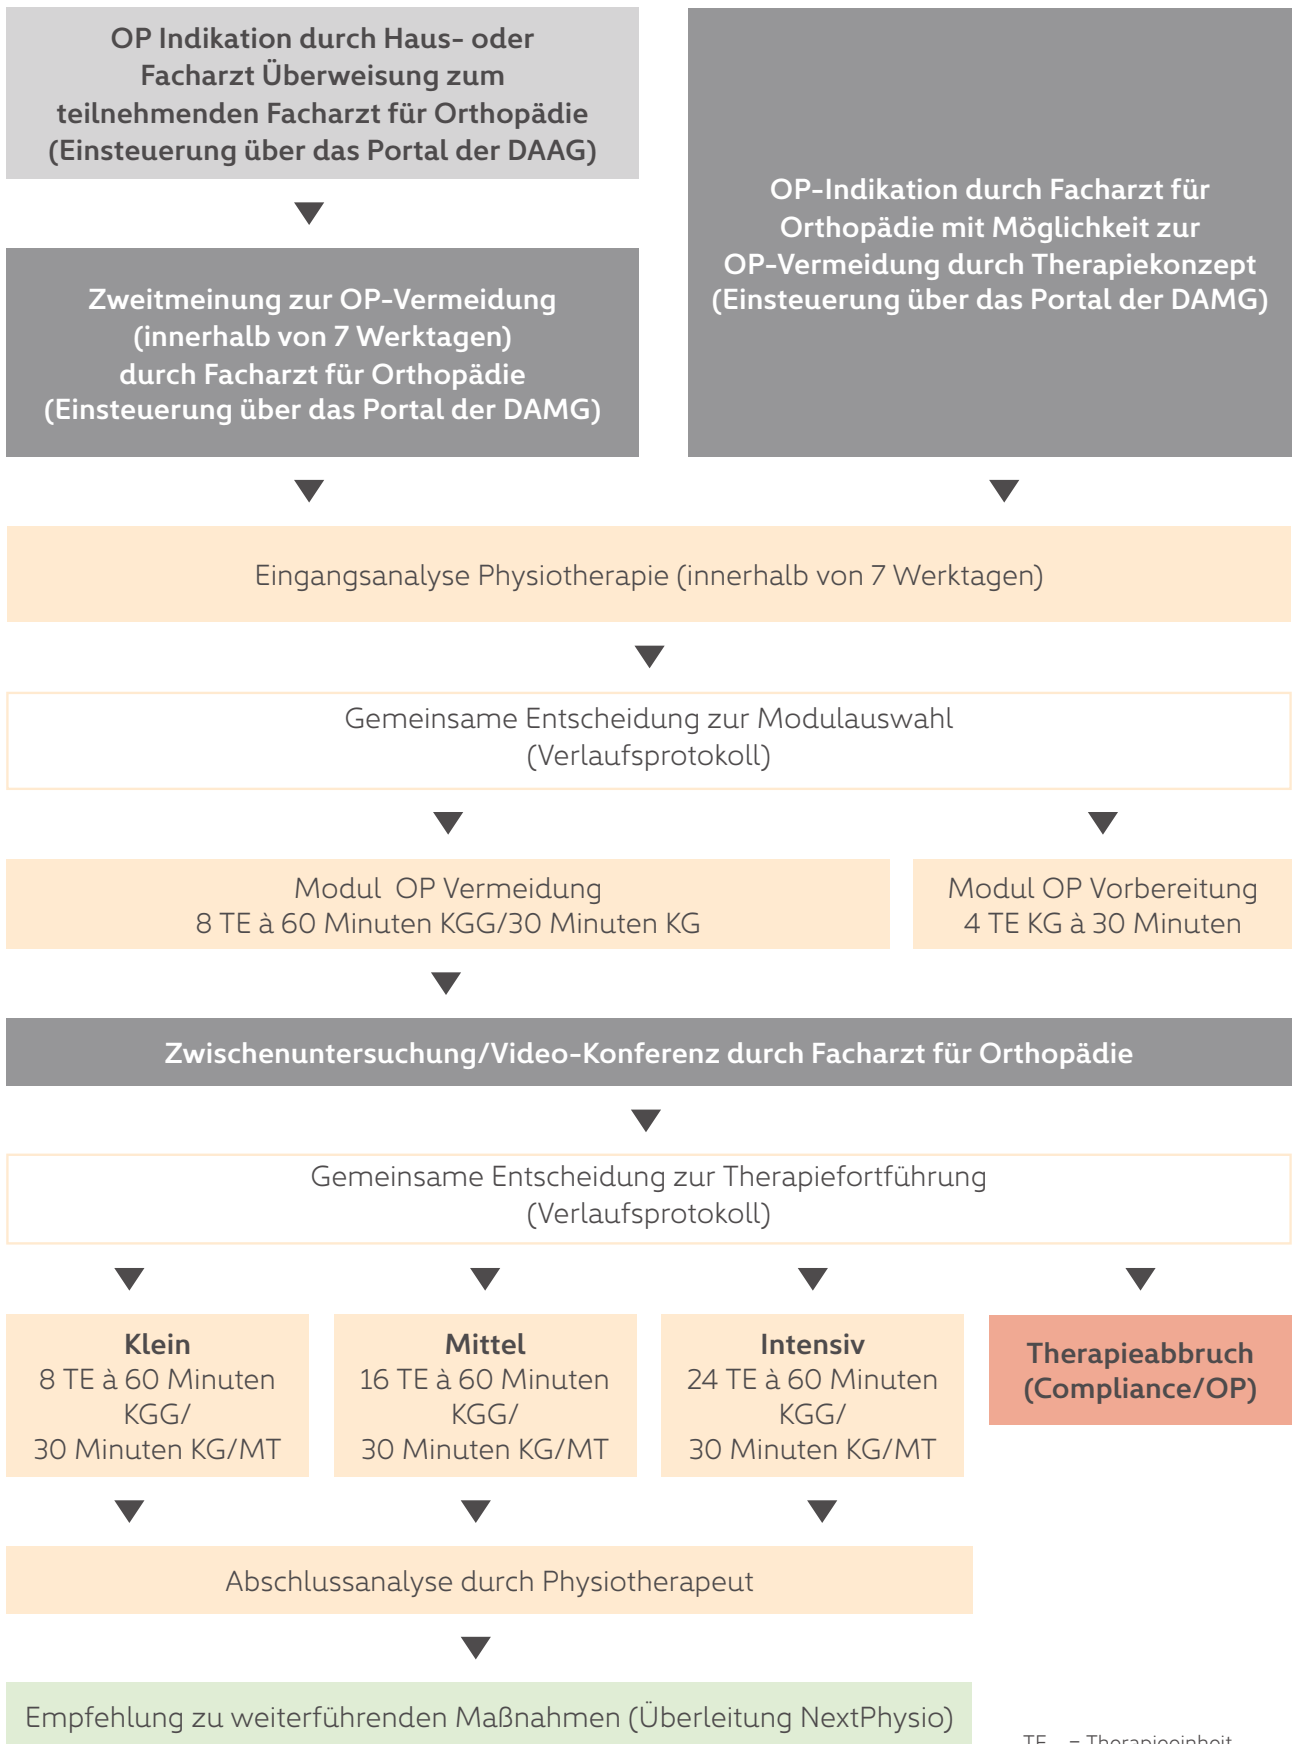 OP Indikation durch Haus- oder
Facharzt Überweisung zum
teilnehmenden Facharzt für Orthopädie
(Einsteuerung über das Portal der DAAG)
Zweitmeinung zur OP-Vermeidung
(innerhalb von 7 Werktagen)
durch Facharzt für Orthopädie
(Einsteuerung über das Portal der DAMG)
OP-Indikation durch Facharzt für
Orthopädie mit Möglichkeit zur
OP-Vermeidung durch Therapiekonzept
(Einsteuerung über das Portal der DAMG)
Eingangsanalyse Physiotherapie (innerhalb von 7 Werktagen)
Gemeinsame Entscheidung zur Modulauswahl
(Verlaufsprotokoll)
Modul OP Vermeidung
8 TE à 60 Minuten KGG/30 Minuten KG
Modul OP Vorbereitung
4 TE KG à 30 Minuten
Zwischenuntersuchung/Video-Konferenz durch Facharzt für Orthopädie
Gemeinsame Entscheidung zur Therapiefortführung
(Verlaufsprotokoll)
Klein
8 TE à 60 Minuten
KGG/
30 Minuten KG/MT
Mittel
16 TE à 60 Minuten
KGG/
30 Minuten KG/MT
Intensiv
24 TE à 60 Minuten
KGG/
30 Minuten KG/MT
Therapieabbruch
(Compliance/OP)
Abschlussanalyse durch Physiotherapeut
Empfehlung zu weiterführenden Maßnahmen (Überleitung NextPhysio)
TE = Therapieeinheit